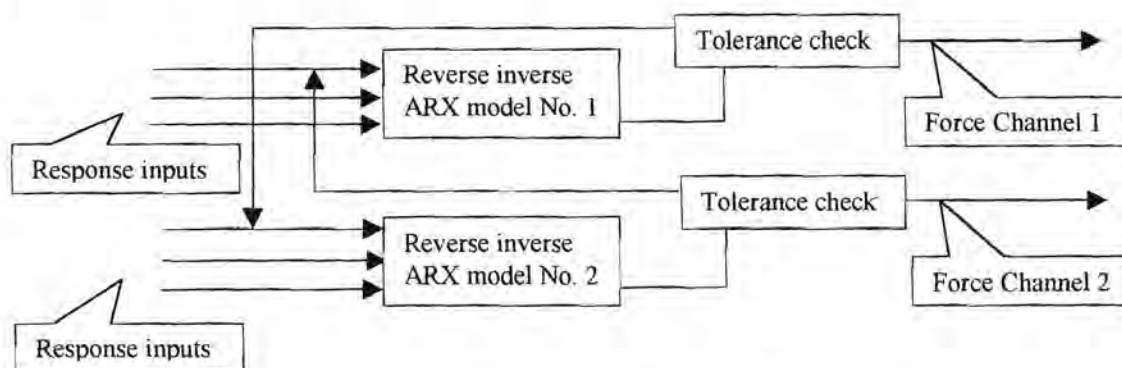 Tolerance check
Reverse inverse
ARX model No. 1
Force Channel 1
Response inputs
Tolerance check
Reverse inverse
ARX model No. 2
Force Channel 2
Response inputs